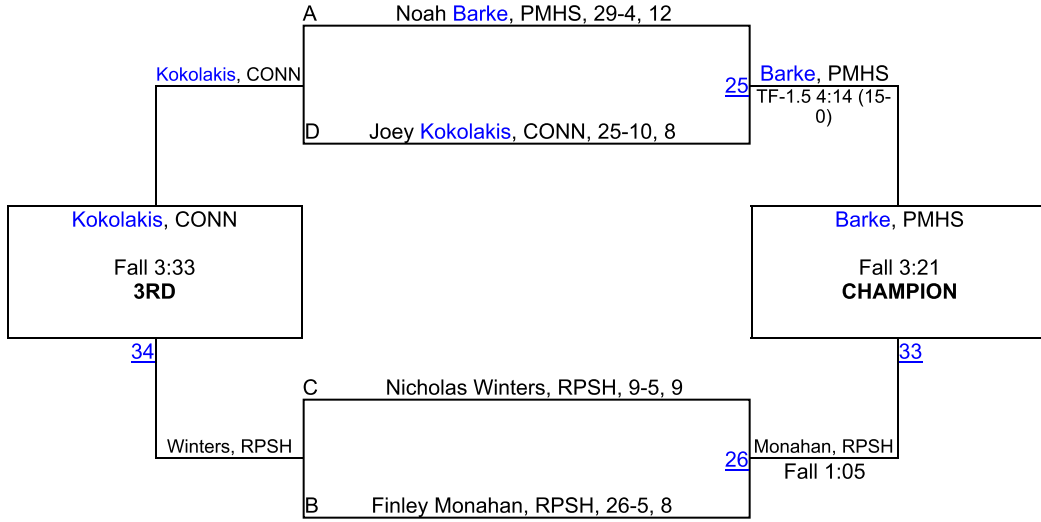 A
Noah Barke, PMHS, 29-4, 12
Kokolakis, CONN
25
Barke, PMHS
TF-1.5 4:14 (15-
0)
D
Joey Kokolakis, CONN, 25-10, 8
Kokolakis, CONN
Fall 3:33
3RD
Barke, PMHS
Fall 3:21
CHAMPION
34
33
C
Nicholas Winters, RPSH, 9-5, 9
Winters, RPSH
26
Monahan, RPSH
Fall 1:05
B
Finley Monahan, RPSH, 26-5, 8